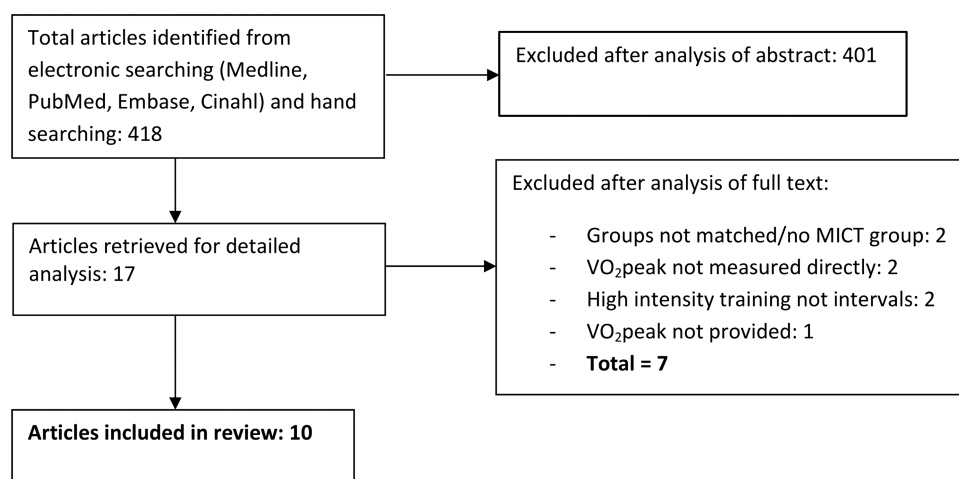 Total articles identified from
electronic searching (Medline,
PubMed, Embase, Cinahl) and hand
searching: 418
Excluded after analysis of abstract: 401
Articles retrieved for detailed
analysis: 17
Excluded after analysis of full text:
- Groups not matched/no MICT group: 2
- VO₂peak not measured directly: 2
- High intensity training not intervals: 2
- VO₂peak not provided: 1
- Total = 7
Articles included in review: 10